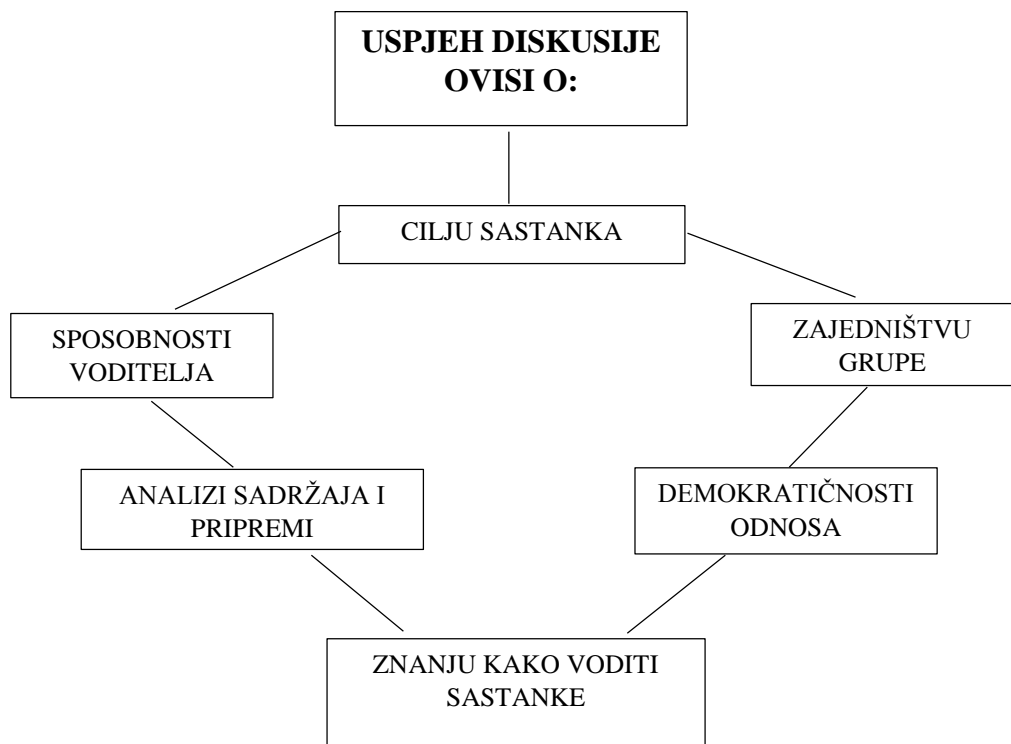 USPJEH DISKUSIJE
OVISI O:
CILJU SASTANKA
SPOSOBNOSTI
VODITELJA
ZAJEDNIŠTVU
GRUPE
ANALIZI SADRŽAJA I
PRIPREMI
DEMOKRATIČNOSTI
ODNOSA
ZNANJU KAKO VODITI
SASTANKE